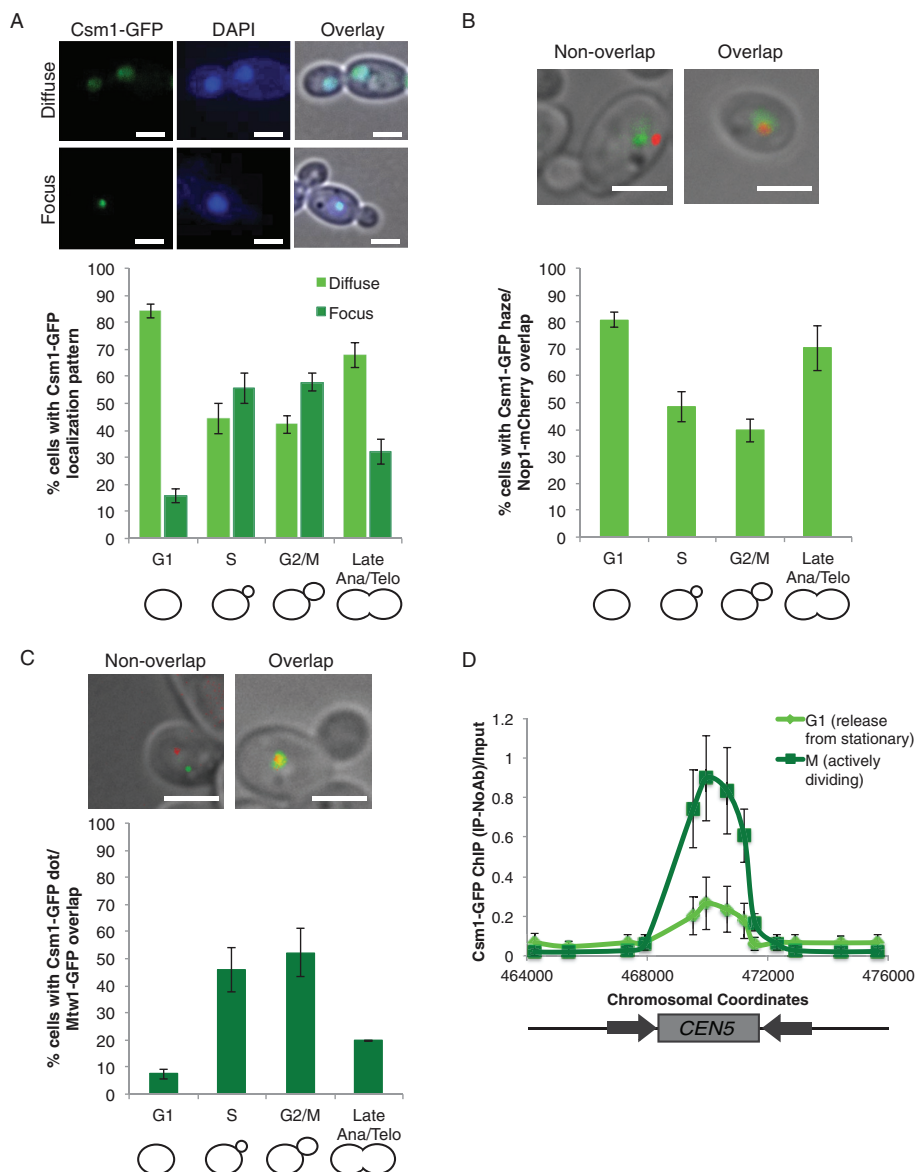 A
Csm1-GFP DAPI Overlay
Diffuse
Focus
% cells with Csm1-GFP
localization pattern
100
90
80
70
60
50
40
30
20
10
0
Diffuse
Focus
G1 S G2/M Late
Ana/Telo
B
Non-overlap Overlap
% cells with Csm1-GFP haze/
Nop1-mCherry overlap
100
90
80
70
60
50
40
30
20
10
0
G1 S G2/M Late
Ana/Telo
C
Non-overlap Overlap
% cells with Csm1-GFP dot/
Mtw1-GFP overlap
100
90
80
70
60
50
40
30
20
10
0
G1 S G2/M Late
Ana/Telo
D
Csm1-GFP ChIP (IP-NoAb)/Input
1.2
1
0.8
0.6
0.4
0.2
0
G1 (release
from stationary)
M (actively
dividing)
464000 468000 472000 476000
Chromosomal Coordinates
CEN5